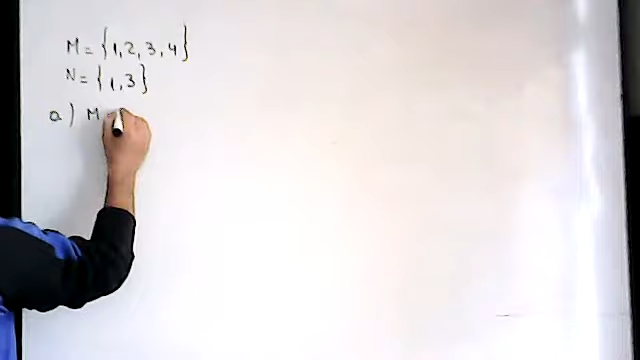 M = {1, 2, 3, 4}
N = {1, 3}
a) M